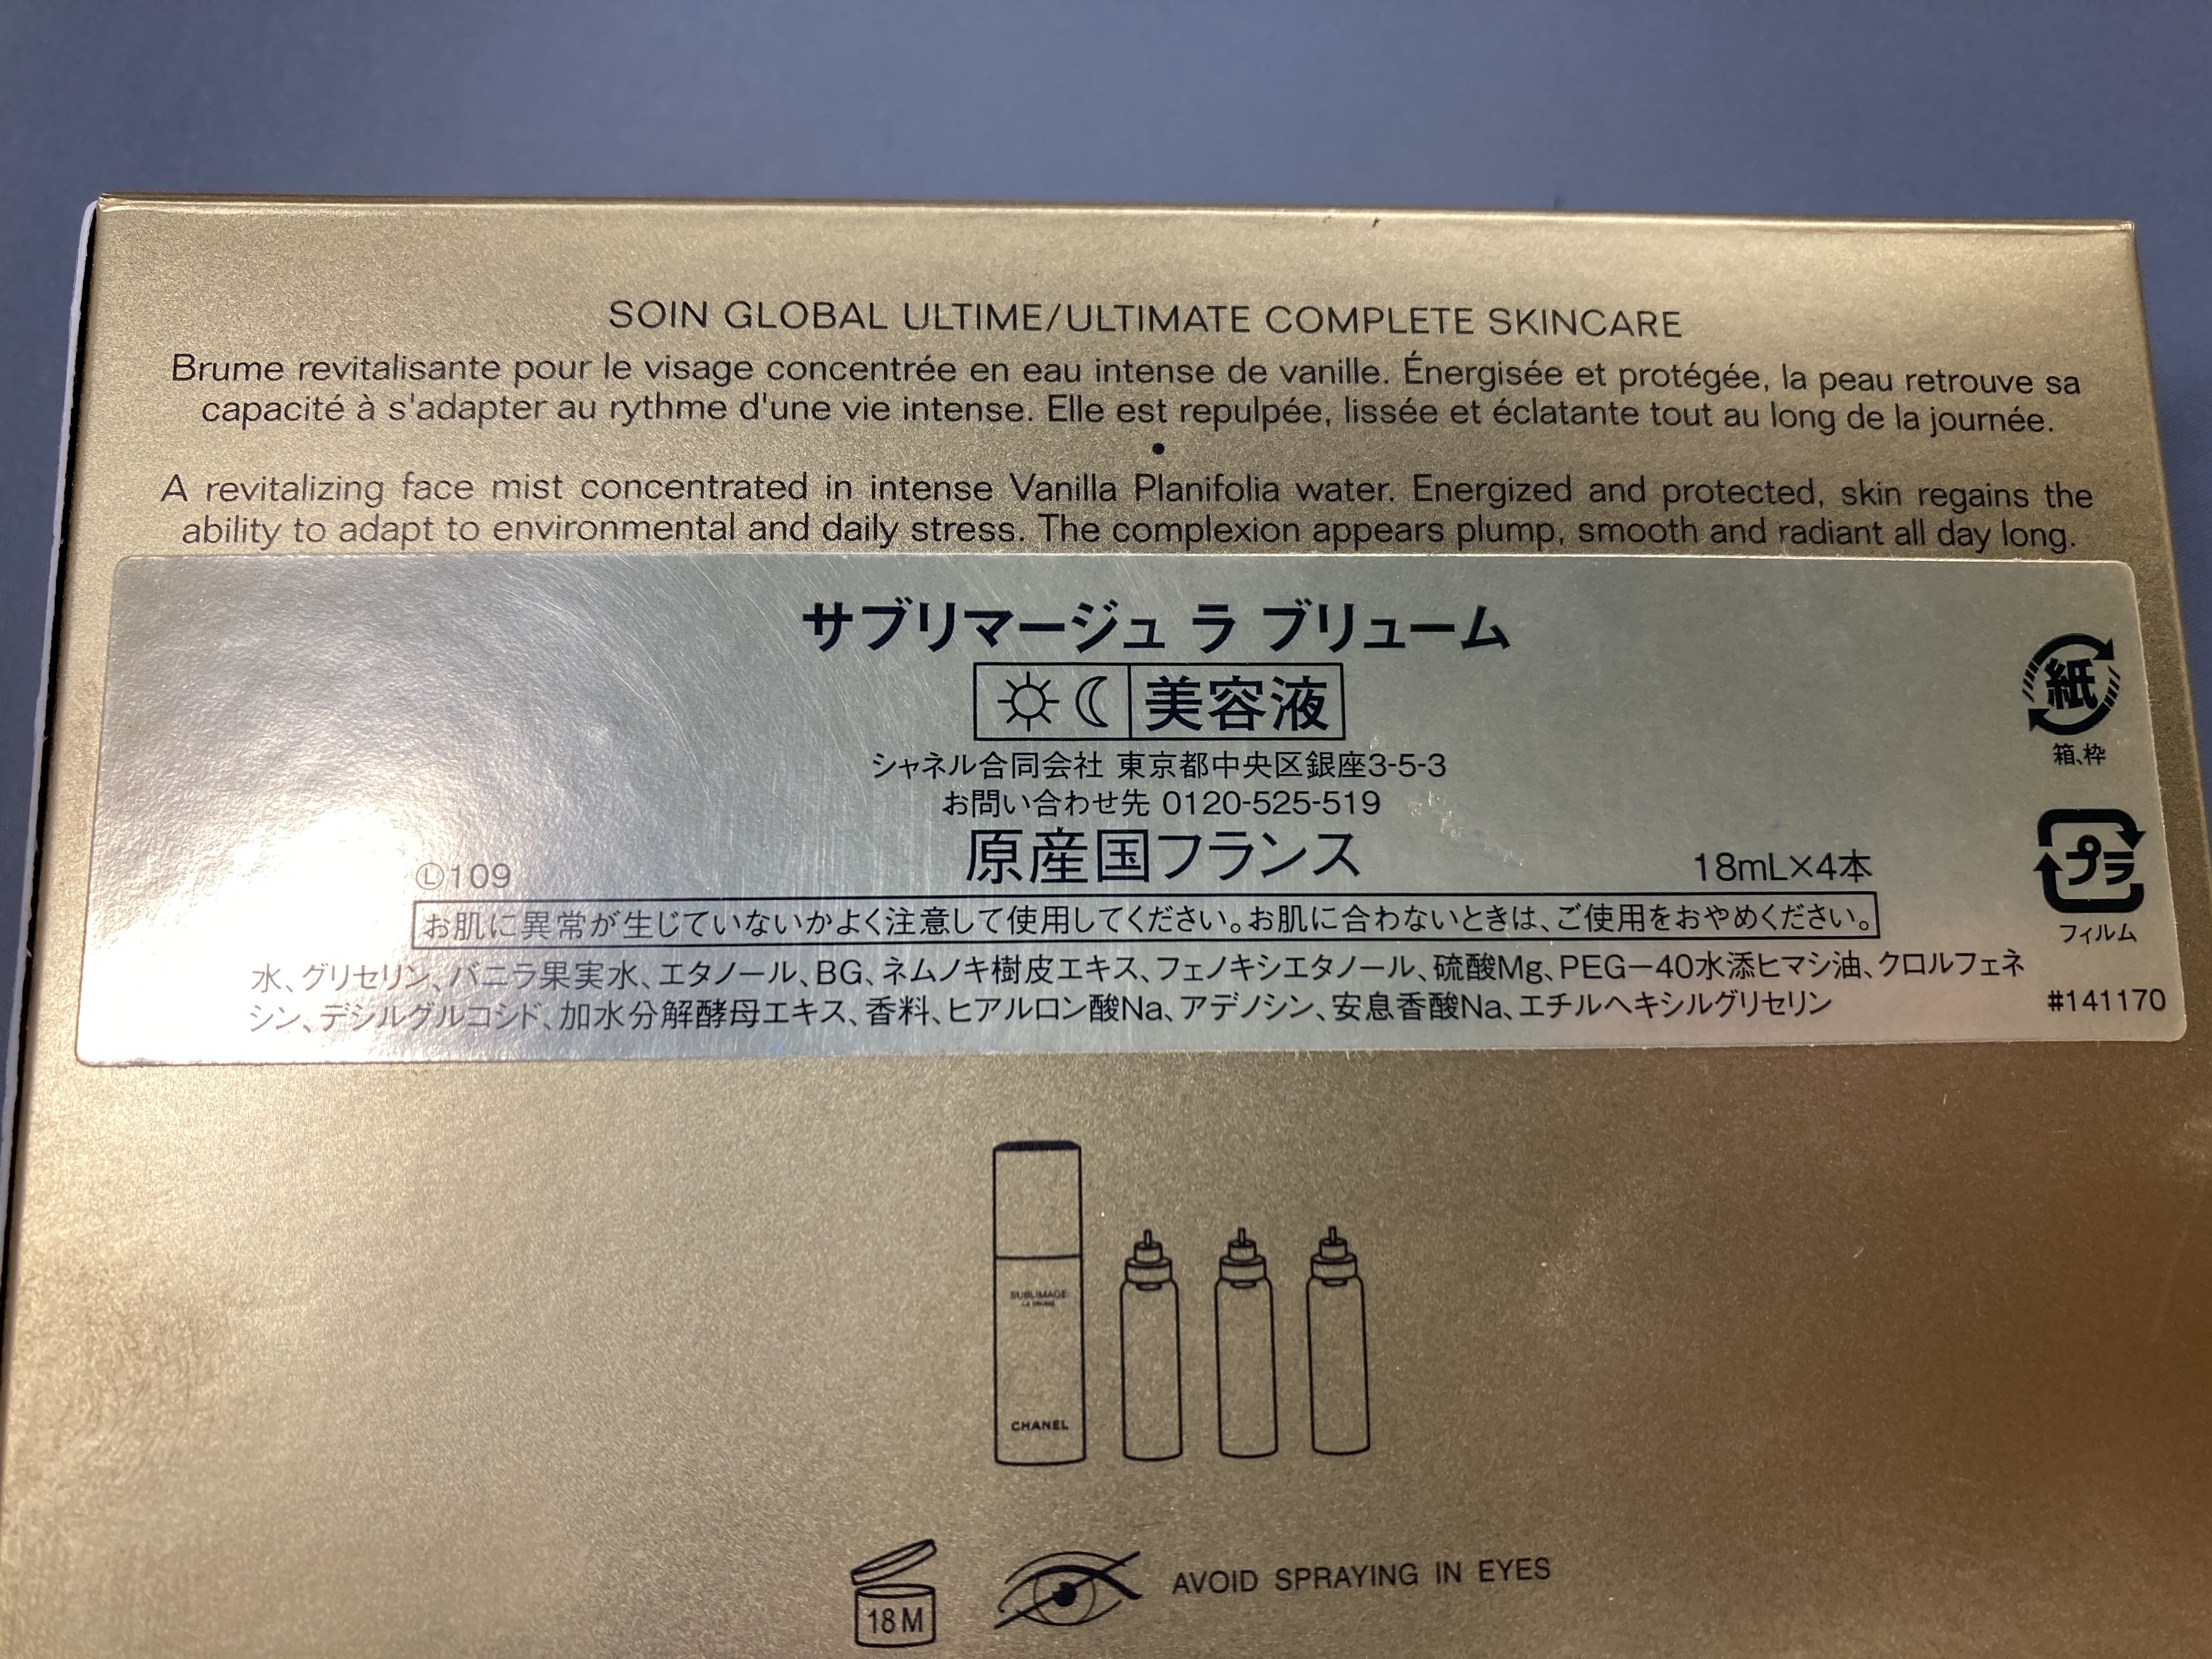 SOIN GLOBAL ULTIME/ULTIMATE COMPLETE SKINCARE
Brume revitalisante pour le visage concentrée en eau intense de vanille. Énergisée et protégée, la peau retrouve sa
capacité à s'adapter au rythme d'une vie intense. Elle est repulpée, lissée et éclatante tout au long de la journée.
•
A revitalizing face mist concentrated in intense Vanilla Planifolia water. Energized and protected, skin regains the
ability to adapt to environmental and daily stress. The complexion appears plump, smooth and radiant all day long.
サブリマージュ ラ ブリューム
美容液
シャネル合同会社 東京都中央区銀座3-5-3
お問い合わせ先 0120-525-519
原産国フランス
Ⓛ109
18mL×4本
お肌に異常が生じていないかよく注意して使用してください。お肌に合わないときは、ご使用をおやめください。
水、グリセリン、バニラ果実水、エタノール、BG、ネムノキ樹皮エキス、フェノキシエタノール、硫酸Mg、PEG－40水添ヒマシ油、クロルフェネ
シン、デシルグルコシド、加水分解酵母エキス、香料、ヒアルロン酸Na、アデノシン、安息香酸Na、エチルヘキシルグリセリン
紙
箱、枠
プラ
フィルム
#141170
SUBLIMAGE
LA BRUME
CHANEL
18M
AVOID SPRAYING IN EYES